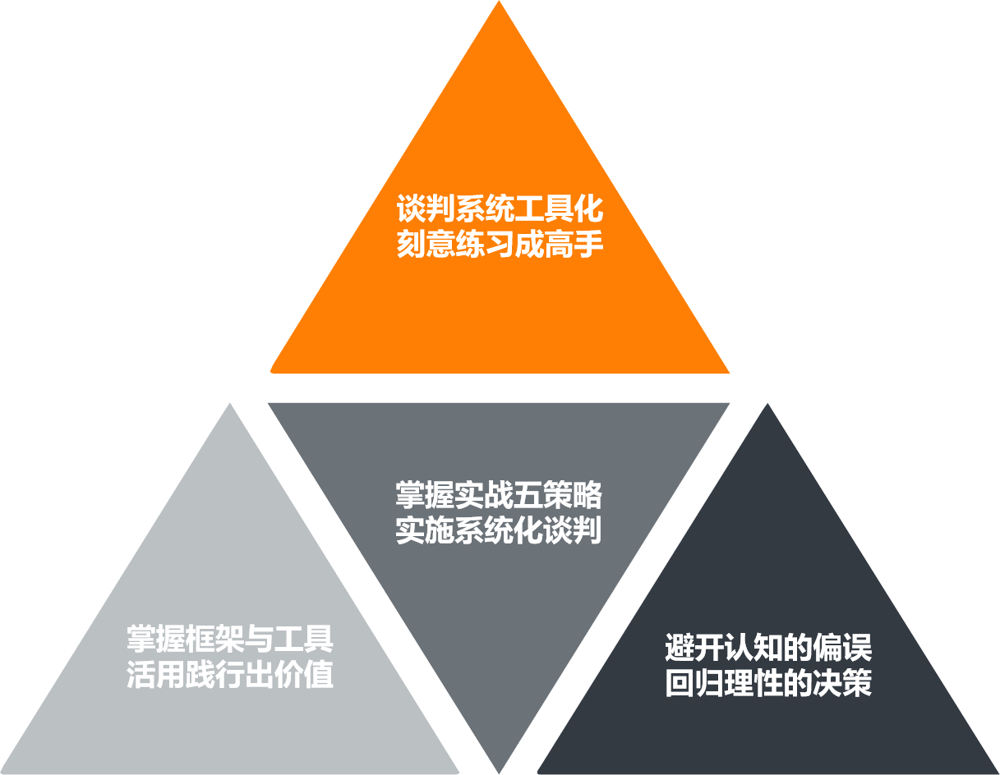 谈判系统工具化
刻意练习成高手
掌握实战五策略
实施系统化谈判
掌握框架与工具
活用践行出价值
避开认知的偏误
回归理性的决策